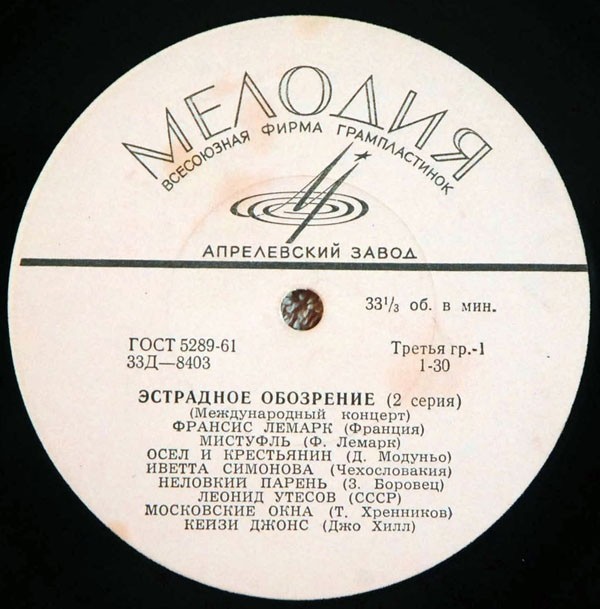 МЕЛОДИЯ
ВСЕСОЮЗНАЯ ФИРМА ГРАМПЛАСТИНОК
АПРЕЛЕВСКИЙ ЗАВОД
33⅓ об. в мин.
ГОСТ 5289-61 Третья гр.-1
33Д—8403 1-30
ЭСТРАДНОЕ ОБОЗРЕНИЕ (2 серия)
(Международный концерт)
ФРАНСИС ЛЕМАРК (Франция)
МИСТУФЛЬ (Ф. Лемарк)
ОСЕЛ И КРЕСТЬЯНИН (Д. Модуньо)
ИВЕТТА СИМОНОВА (Чехословакия)
НЕЛОВКИЙ ПАРЕНЬ (З. Боровец)
ЛЕОНИД УТЕСОВ (СССР)
МОСКОВСКИЕ ОКНА (Т. Хренников)
КЕЙЗИ ДЖОНС (Джо Хилл)